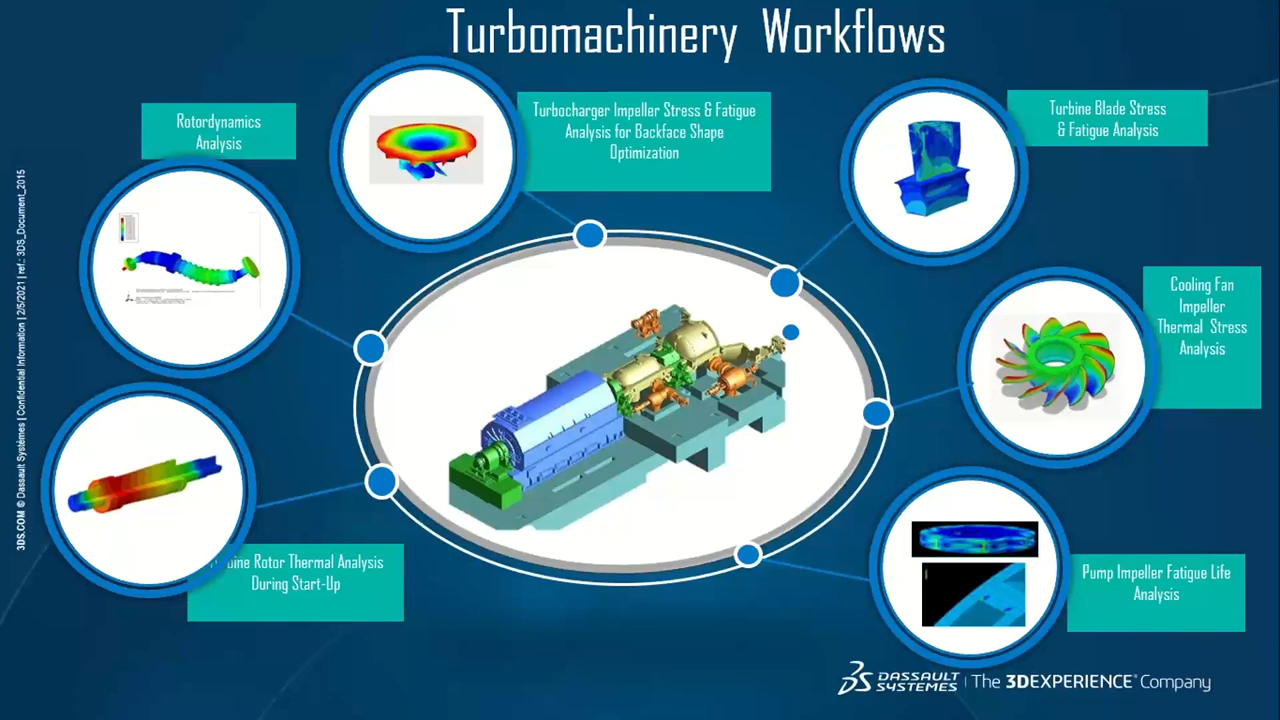 Turbomachinery Workflows
Rotordynamics
Analysis
Turbocharger Impeller Stress & Fatigue
Analysis for Backface Shape
Optimization
Turbine Blade Stress
& Fatigue Analysis
Cooling Fan
Impeller
Thermal Stress
Analysis
Rotor Thermal Analysis
During Start-Up
Pump Impeller Fatigue Life
Analysis
3DS.COM © Dassault Systèmes | Confidential Information | 2/5/2021 | ref.: 3DS_Document_2015
DASSAULT
SYSTEMES | The 3DEXPERIENCE® Company